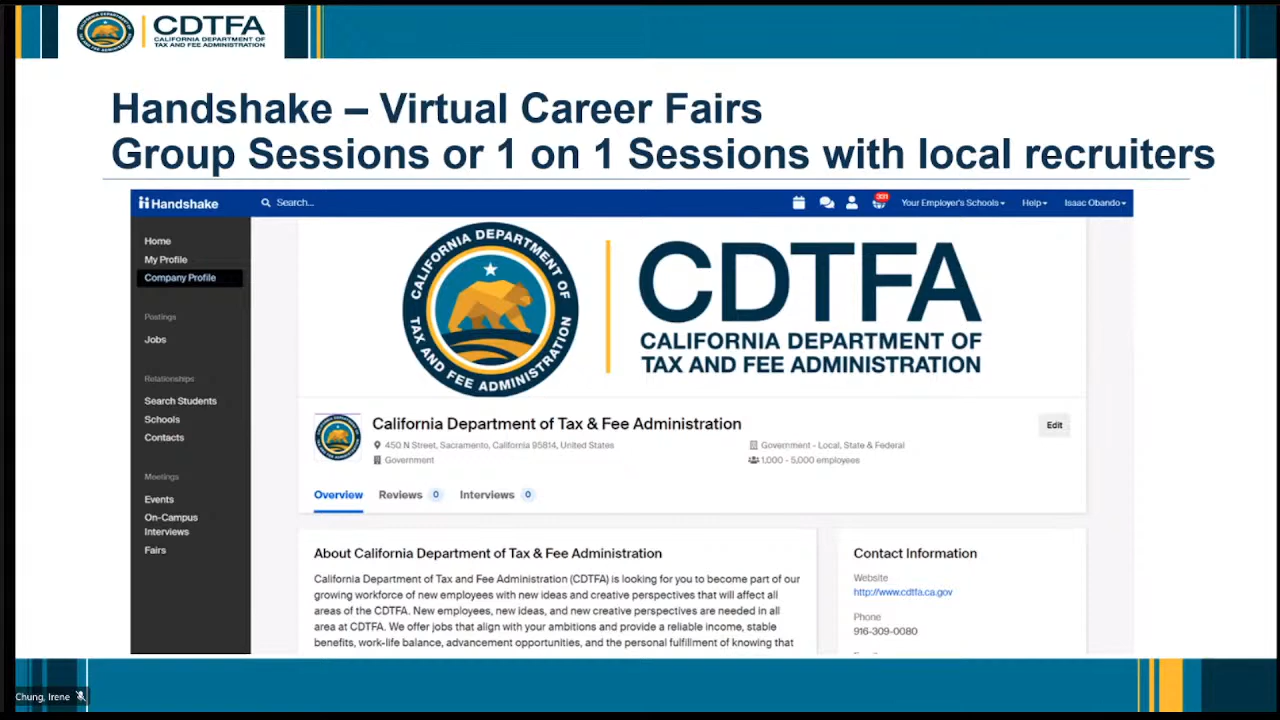 CDTFA
CALIFORNIA DEPARTMENT OF
TAX AND FEE ADMINISTRATION
Handshake – Virtual Career Fairs
Group Sessions or 1 on 1 Sessions with local recruiters
Handshake
Search...
Your Employer's Schools
Help
Isaac Obando
Home
My Profile
Company Profile
Postings
Jobs
Relationships
Search Students
Schools
Contacts
Meetings
Events
On-Campus
Interviews
Fairs
CALIFORNIA DEPARTMENT OF
TAX AND FEE ADMINISTRATION
CDTFA
CALIFORNIA DEPARTMENT OF
TAX AND FEE ADMINISTRATION
California Department of Tax & Fee Administration
Edit
450 N Street, Sacramento, California 95814, United States
Government - Local, State & Federal
Government
1,000 - 5,000 employees
Overview Reviews 0 Interviews 0
About California Department of Tax & Fee Administration
California Department of Tax and Fee Administration (CDTFA) is looking for you to become part of our
growing workforce of new employees with new ideas and creative perspectives that will affect all
areas of the CDTFA. New employees, new ideas, and new creative perspectives are needed in all
area at CDTFA. We offer jobs that align with your ambitions and provide a reliable income, stable
benefits, work-life balance, advancement opportunities, and the personal fulfillment of knowing that
Contact Information
Website
http://www.cdtfa.ca.gov
Phone
916-309-0080
Chung, Irene